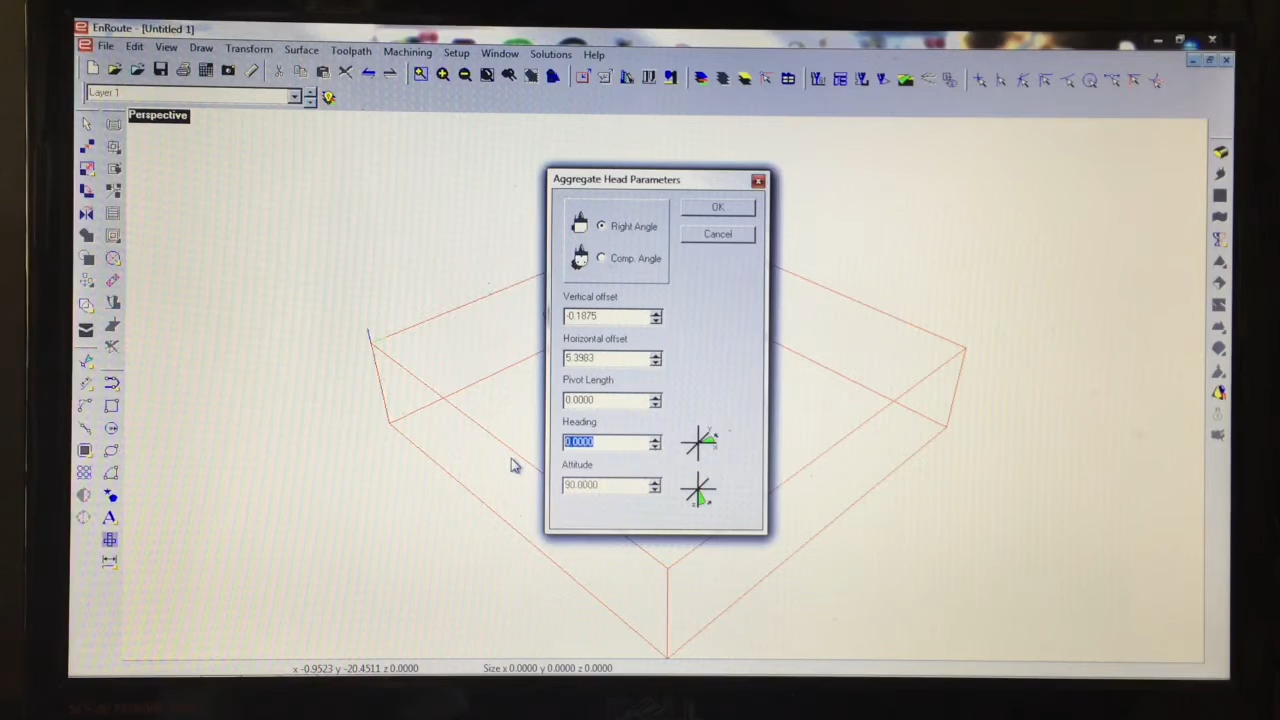 EnRoute - [Untitled 1]
File Edit View Draw Transform Surface Toolpath Machining Setup Window Solutions Help
Layer 1
Perspective
Aggregate Head Parameters
Right Angle
OK
Cancel
Comp. Angle
Vertical offset
-0.1875
Horizontal offset
5.3983
Pivot Length
0.0000
Heading
0.0000
Attitude
90.0000
x -0.9523 y -20.4511 z 0.0000 Size x 0.0000 y 0.0000 z 0.0000